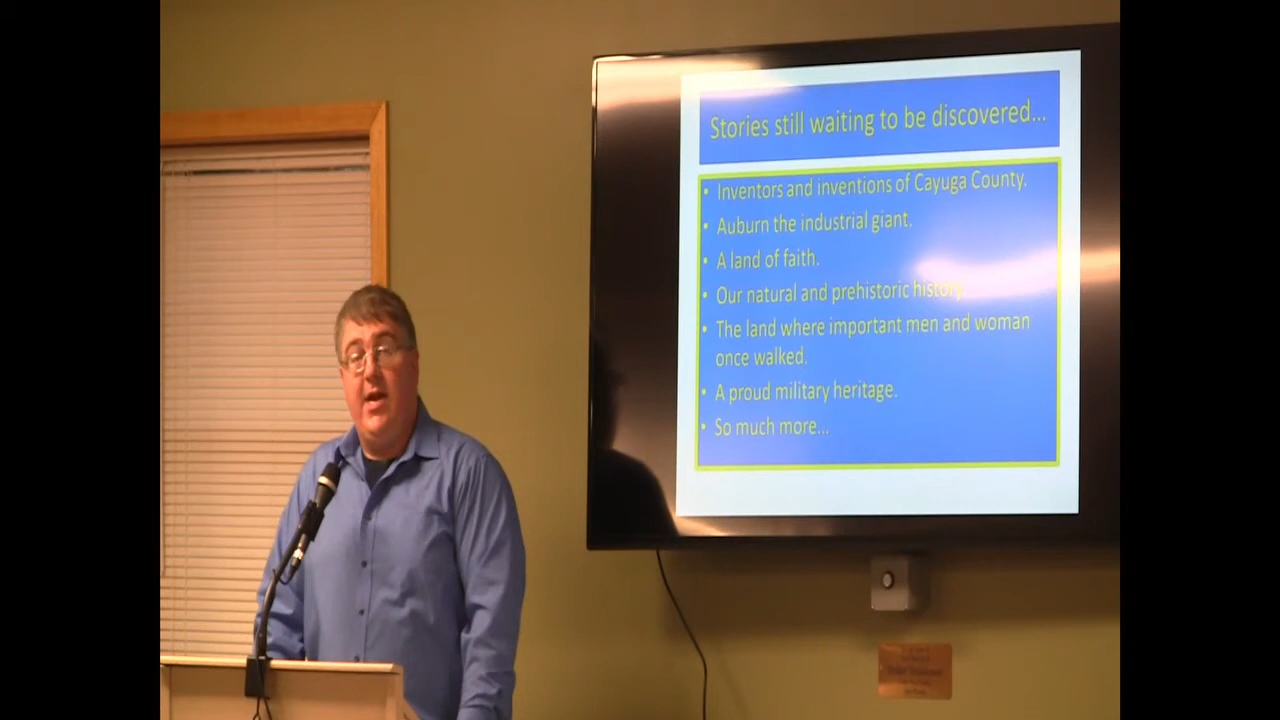 Stories still waiting to be discovered...
• Inventors and inventions of Cayuga County.
• Auburn the industrial giant.
• A land of faith.
• Our natural and prehistoric history
• The land where important men and woman
once walked.
• A proud military heritage.
• So much more...